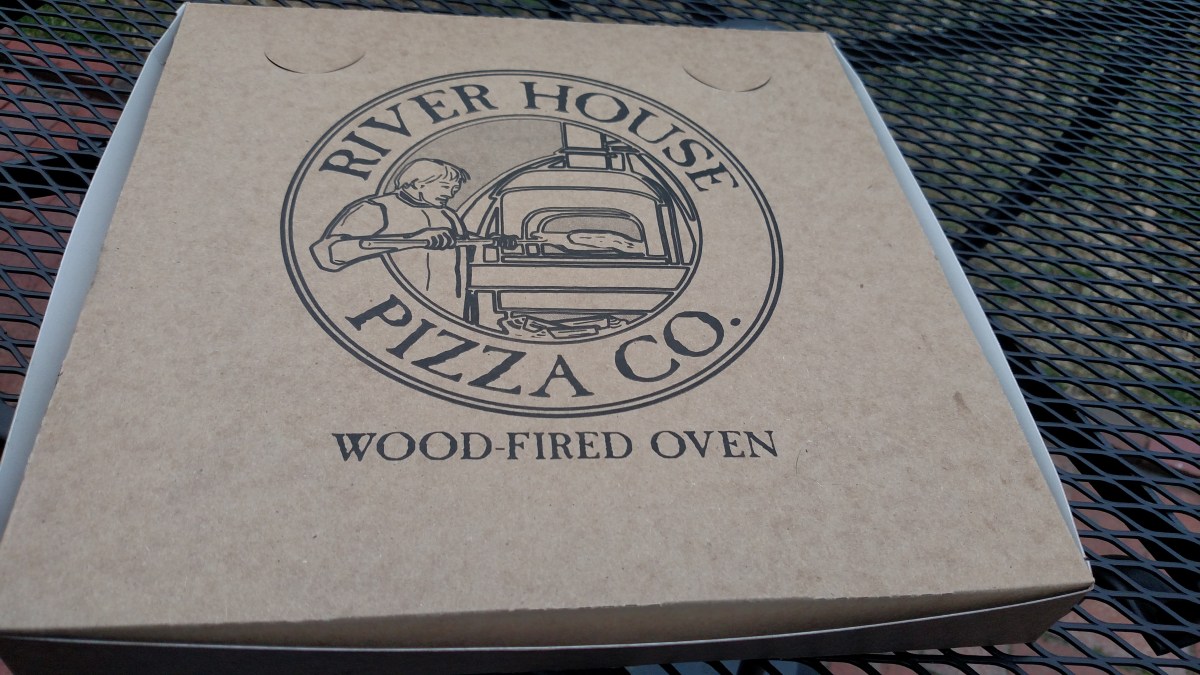 RIVER HOUSE
PIZZA CO.
WOOD-FIRED OVEN